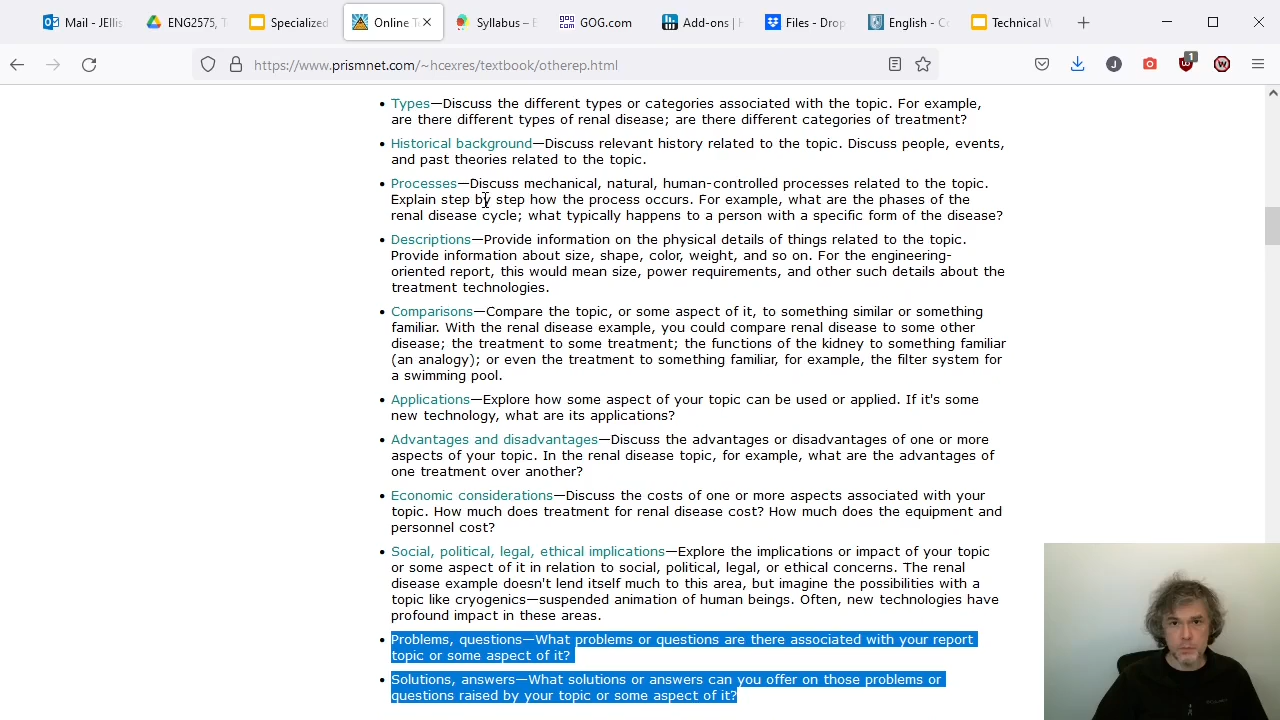 Mail - JEllis
ENG2575, T
Specialized
Online Te
Syllabus – E
GOG.com
Add-ons |
Files - Drop
English - Co
Technical W
https://www.prismnet.com/~hcexres/textbook/otherep.html
1
• Types—Discuss the different types or categories associated with the topic. For example,
are there different types of renal disease; are there different categories of treatment?
• Historical background—Discuss relevant history related to the topic. Discuss people, events,
and past theories related to the topic.
• Processes—Discuss mechanical, natural, human-controlled processes related to the topic.
Explain step by step how the process occurs. For example, what are the phases of the
renal disease cycle; what typically happens to a person with a specific form of the disease?
• Descriptions—Provide information on the physical details of things related to the topic.
Provide information about size, shape, color, weight, and so on. For the engineering-
oriented report, this would mean size, power requirements, and other such details about the
treatment technologies.
• Comparisons—Compare the topic, or some aspect of it, to something similar or something
familiar. With the renal disease example, you could compare renal disease to some other
disease; the treatment to some treatment; the functions of the kidney to something familiar
(an analogy); or even the treatment to something familiar, for example, the filter system for
a swimming pool.
• Applications—Explore how some aspect of your topic can be used or applied. If it's some
new technology, what are its applications?
• Advantages and disadvantages—Discuss the advantages or disadvantages of one or more
aspects of your topic. In the renal disease topic, for example, what are the advantages of
one treatment over another?
• Economic considerations—Discuss the costs of one or more aspects associated with your
topic. How much does treatment for renal disease cost? How much does the equipment and
personnel cost?
• Social, political, legal, ethical implications—Explore the implications or impact of your topic
or some aspect of it in relation to social, political, legal, or ethical concerns. The renal
disease example doesn't lend itself much to this area, but imagine the possibilities with a
topic like cryogenics—suspended animation of human beings. Often, new technologies have
profound impact in these areas.
• Problems, questions—What problems or questions are there associated with your report
topic or some aspect of it?
• Solutions, answers—What solutions or answers can you offer on those problems or
questions raised by your topic or some aspect of it?